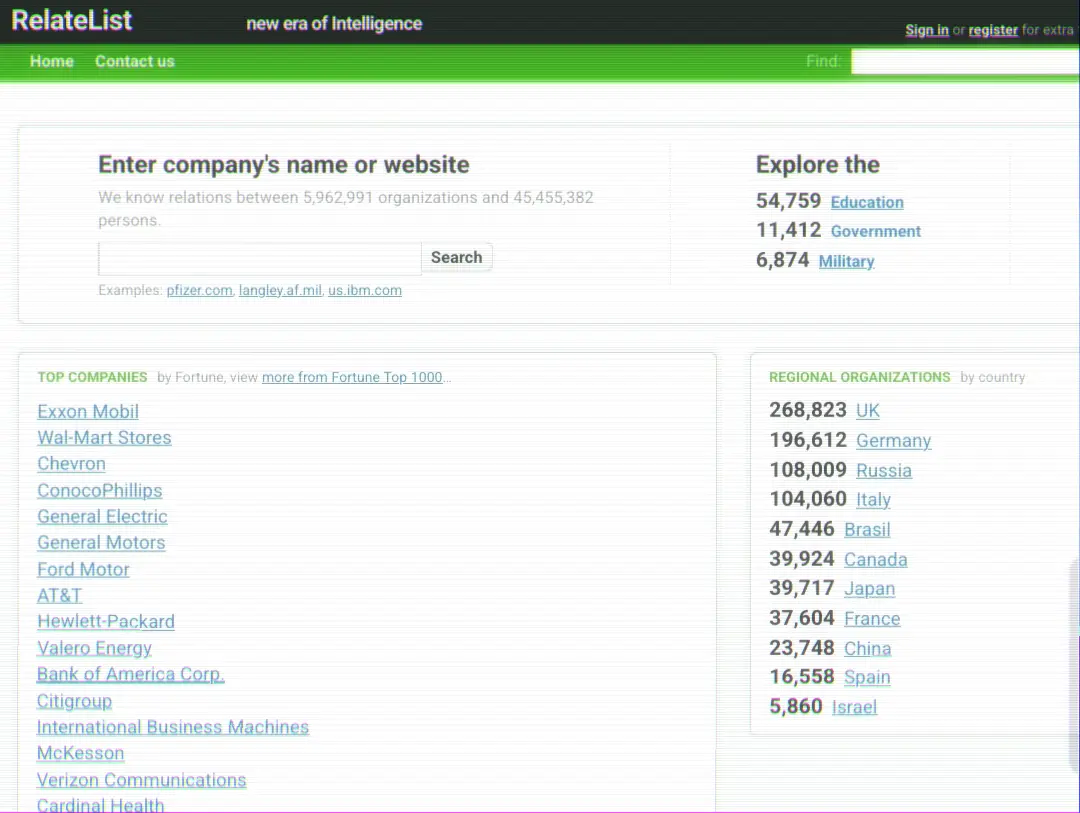 RelateList
new era of Intelligence
Sign in or register for extra
Home Contact us
Find:
Enter company's name or website
We know relations between 5,962,991 organizations and 45,455,382
persons.
Search
Examples: pfizer.com, langley.af.mil, us.ibm.com
Explore the
54,759 Education
11,412 Government
6,874 Military
TOP COMPANIES by Fortune, view more from Fortune Top 1000...
Exxon Mobil
Wal-Mart Stores
Chevron
ConocoPhillips
General Electric
General Motors
Ford Motor
AT&T
Hewlett-Packard
Valero Energy
Bank of America Corp.
Citigroup
International Business Machines
McKesson
Verizon Communications
Cardinal Health
REGIONAL ORGANIZATIONS by country
268,823 UK
196,612 Germany
108,009 Russia
104,060 Italy
47,446 Brasil
39,924 Canada
39,717 Japan
37,604 France
23,748 China
16,558 Spain
5,860 Israel